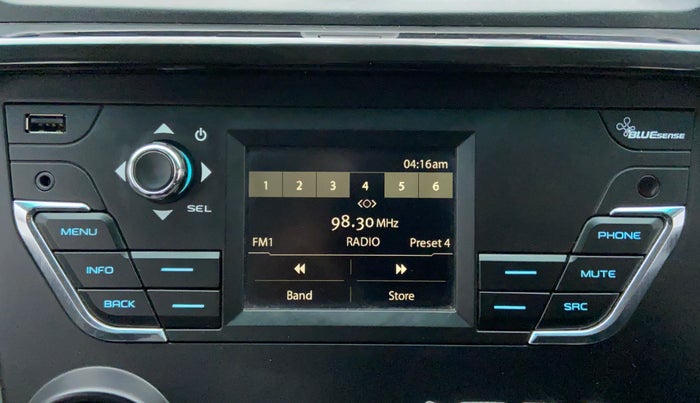 BLUESENSE
04:16am
1 2 3 4 5 6
SEL
98.30 MHz
MENU
PHONE
FM1 RADIO Preset 4
INFO
MUTE
Band Store
BACK
SRC